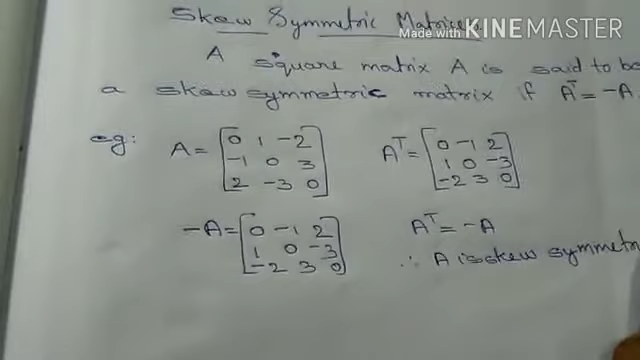 Skew Symmetric Matrices
Made with KINEMASTER
A square matrix A is said to be
a skew symmetric matrix if Aᵀ = -A.
eg: A = [0 1 -2
-1 0 3
2 -3 0]
Aᵀ = [0 -1 2
1 0 -3
-2 3 0]
-A = [0 -1 2
1 0 -3
-2 3 0]
Aᵀ = -A
∴ A is skew symmetri